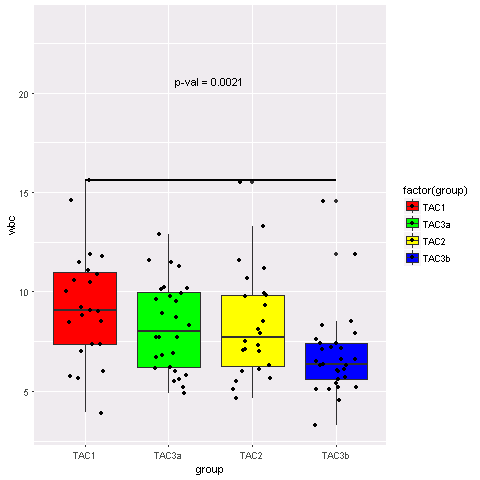 p-val = 0.0021
wbc
20
15
10
5
TAC1 TAC3a TAC2 TAC3b
group
factor(group)
TAC1
TAC3a
TAC2
TAC3b